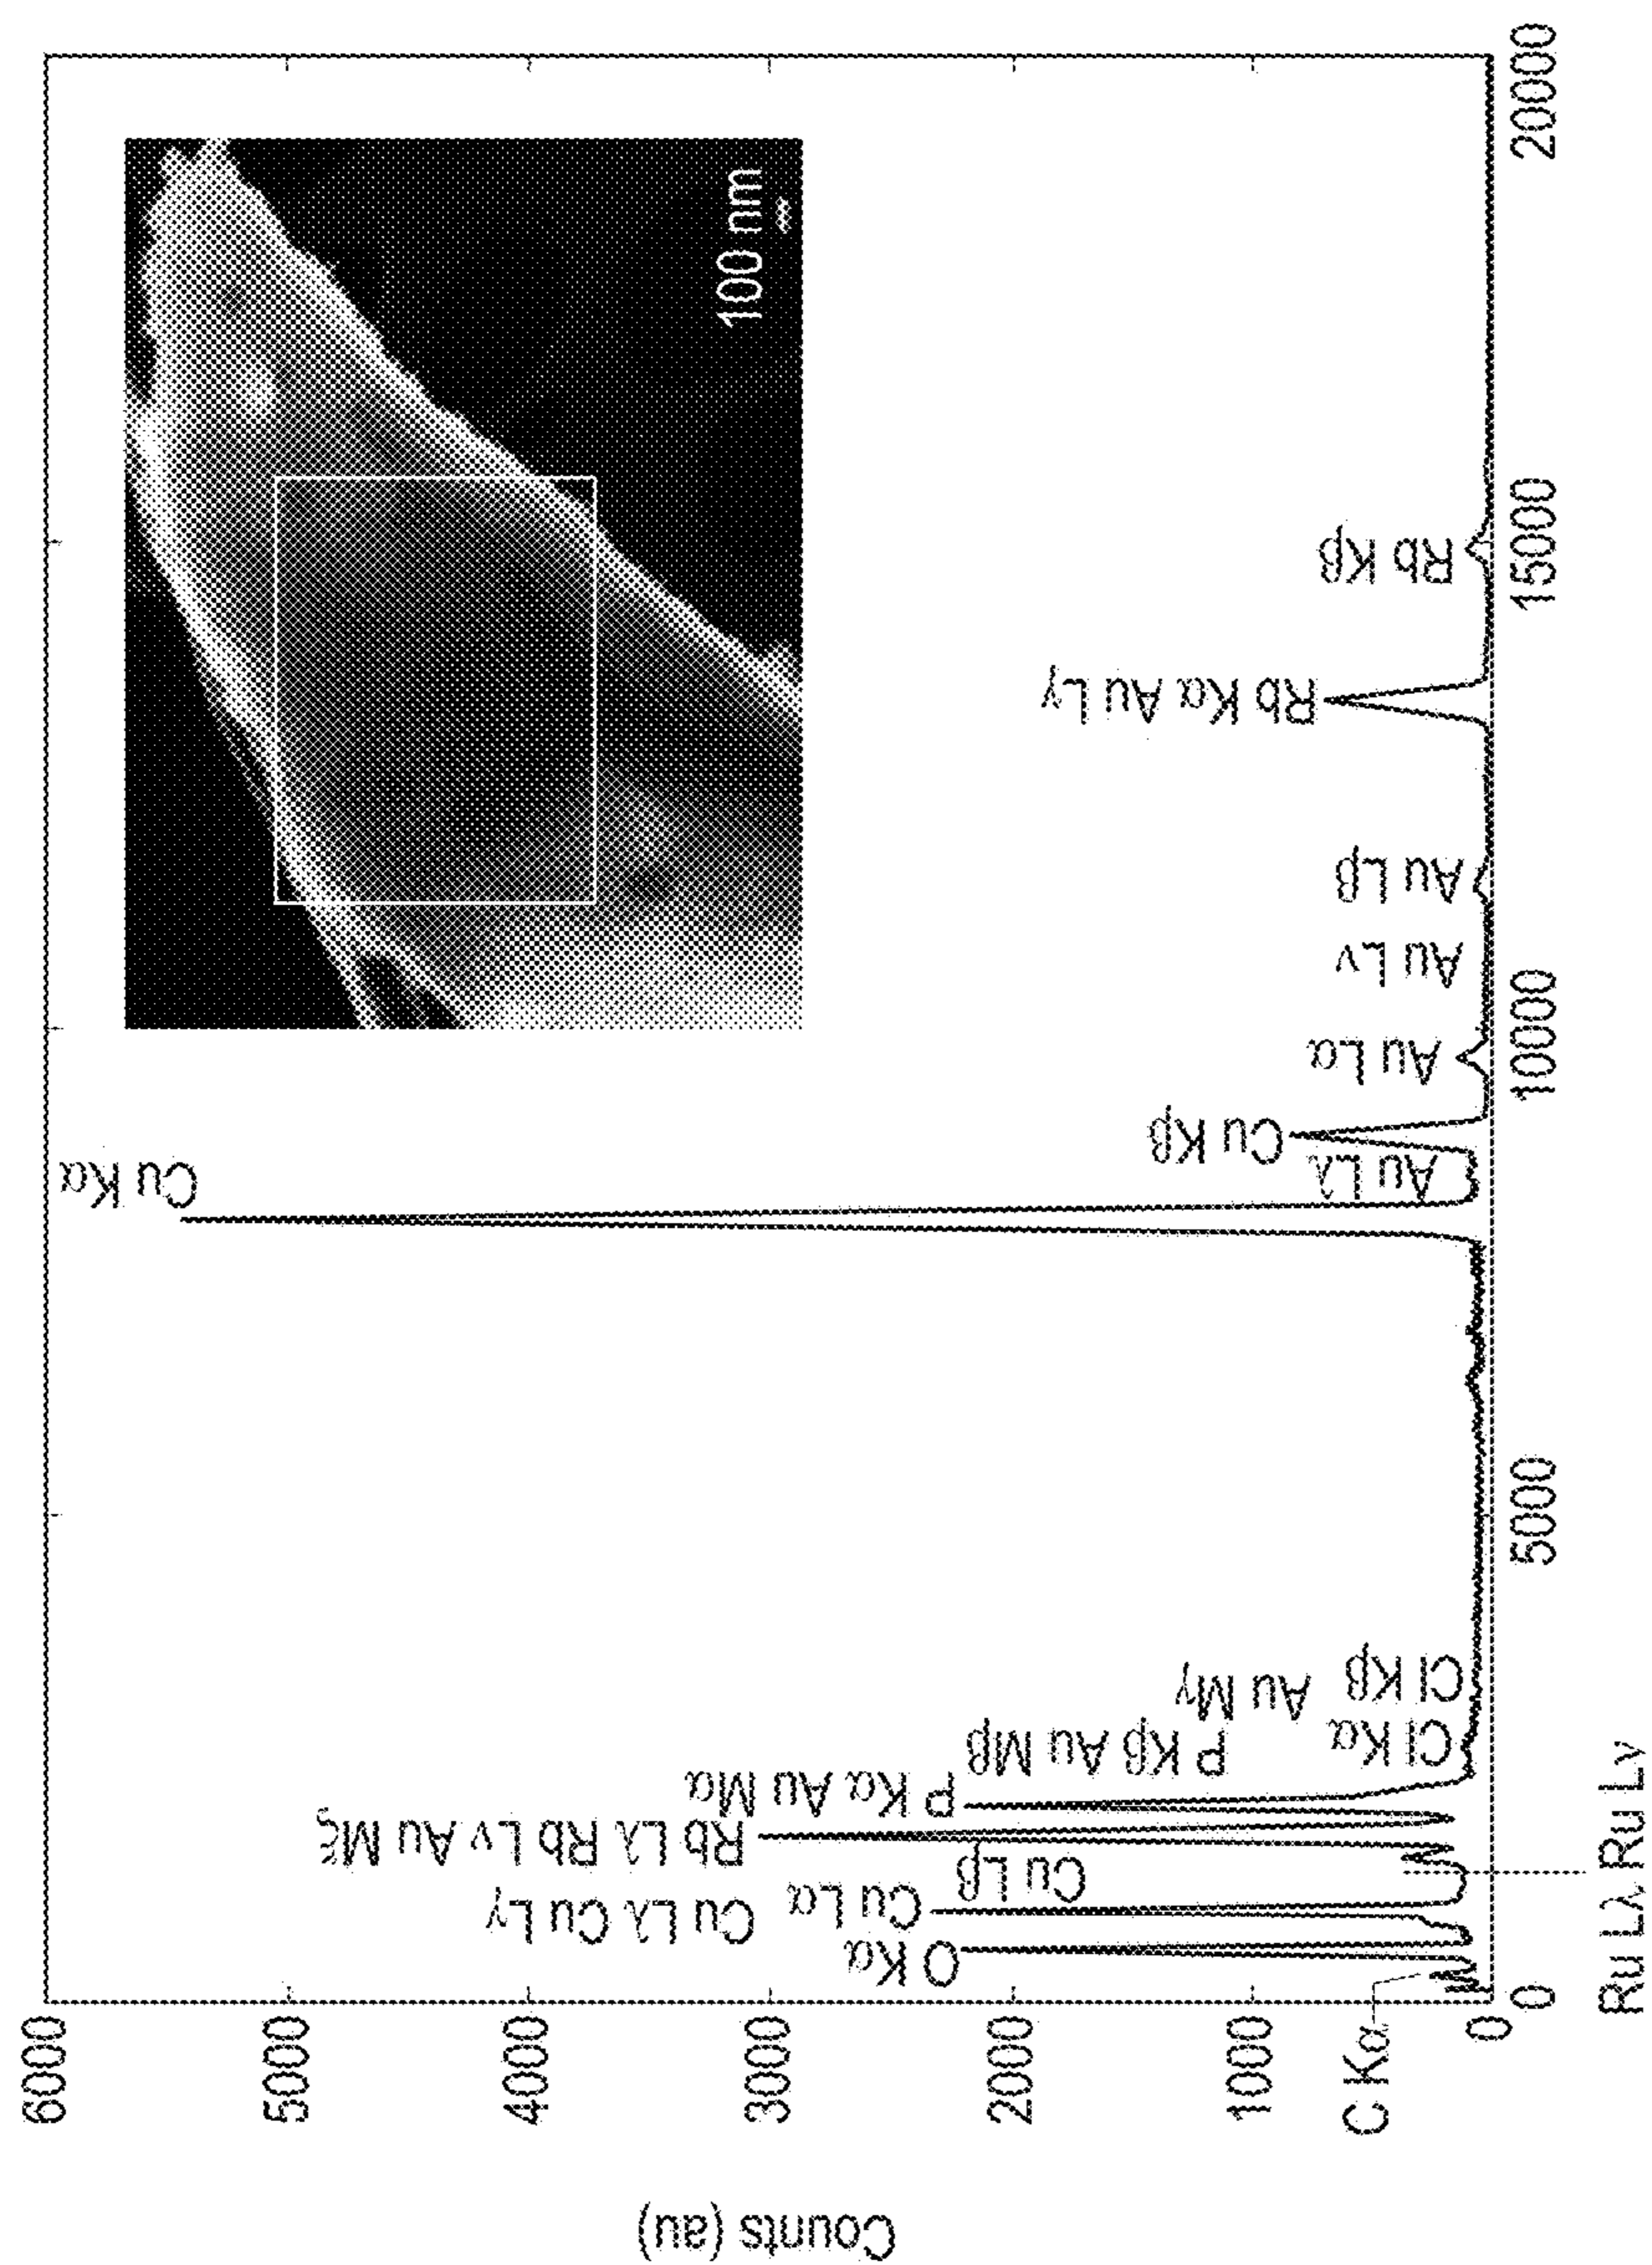 Counts (au)
6000
5000
4000
3000
2000
1000
0
0
5000
10000
15000
20000
C Kα
O Kα
Cu Lλ Cu Lγ
Cu Lα
Cu Lβ
Ru Lλ Ru Lν
Rb Lλ Rb Lν Au Mξ
P Kα Au Mα
P Kβ Au Mβ
Au Mγ
Cl Kα
Cl Kβ
Cu Kα
Au Lλ
Cu Kβ
Au Lα
Au Lν
Au Lβ
Rb Kα Au Lγ
Rb Kβ
100 nm